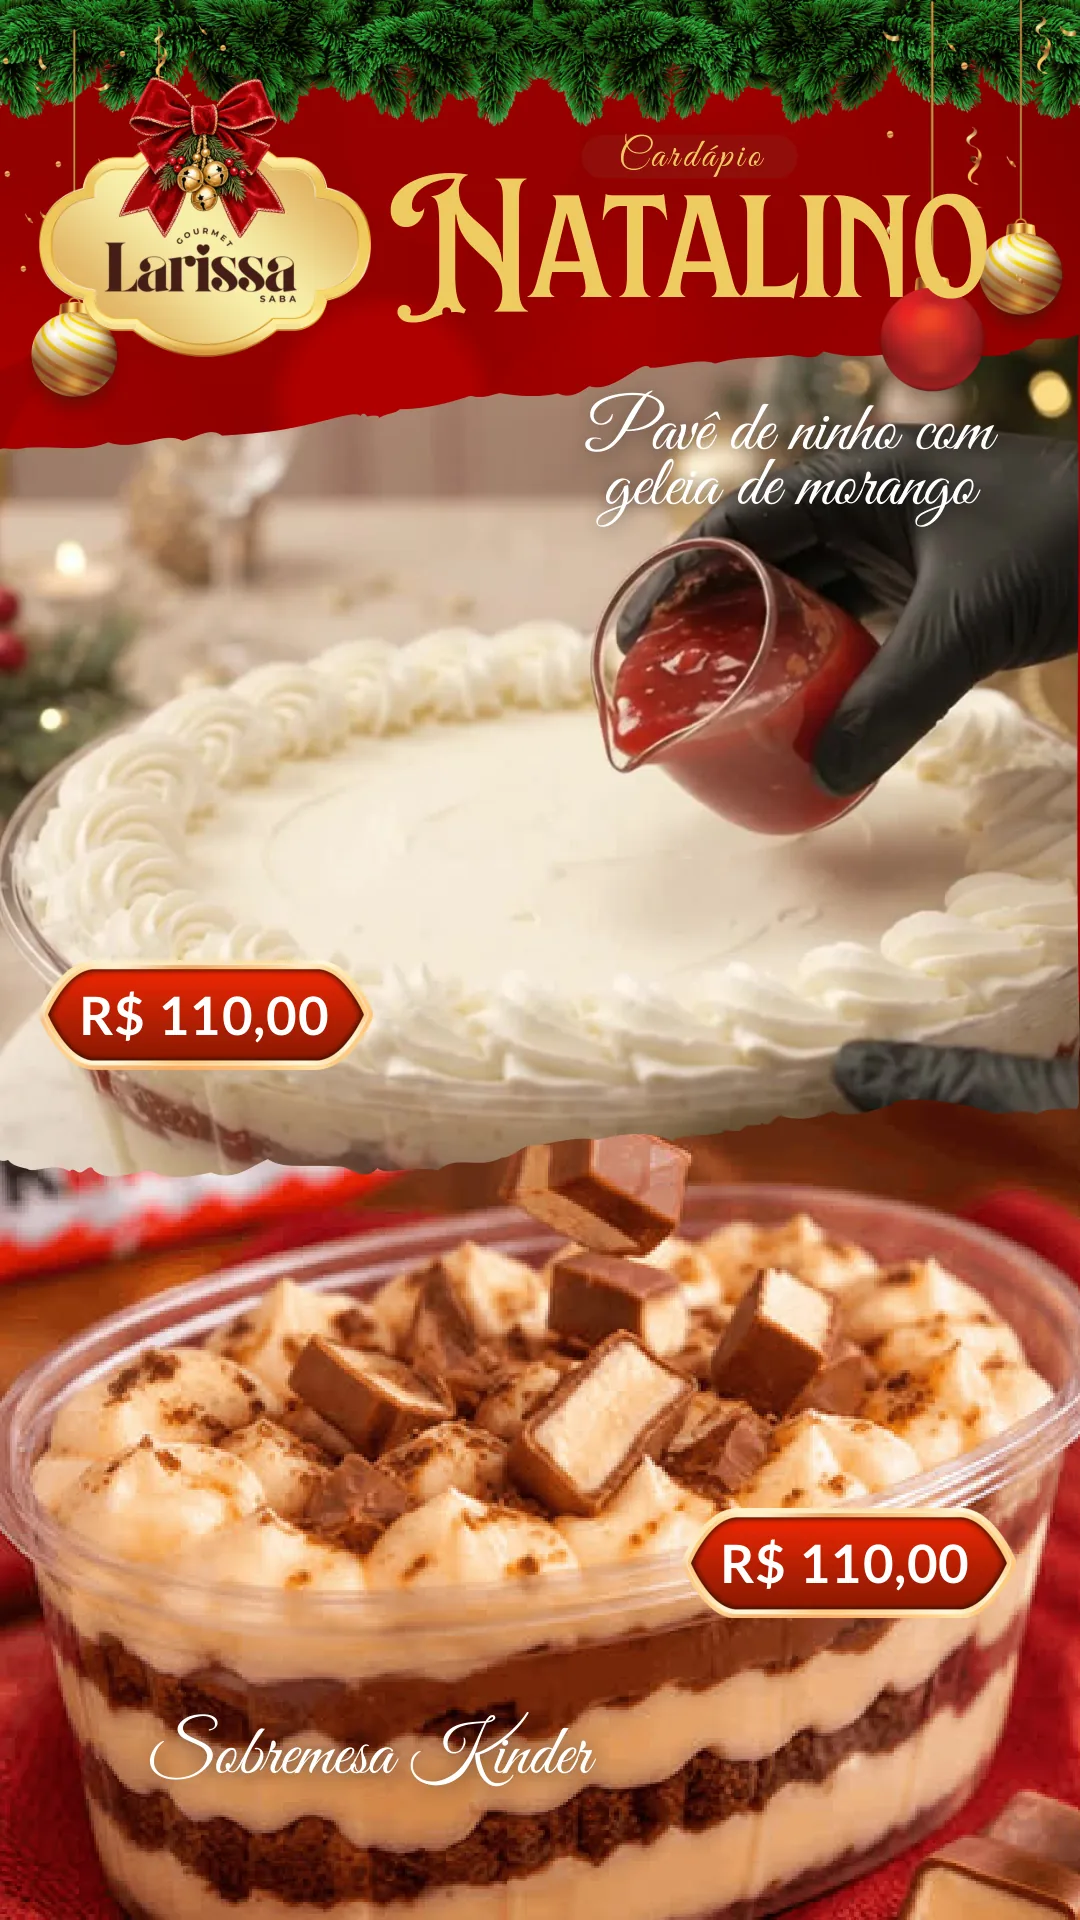 GOURMET
Larissa
SABA
Cardápio
NATALINO
Pavê de ninho com
geleia de morango
R$ 110,00
R$ 110,00
Sobremesa Kinder